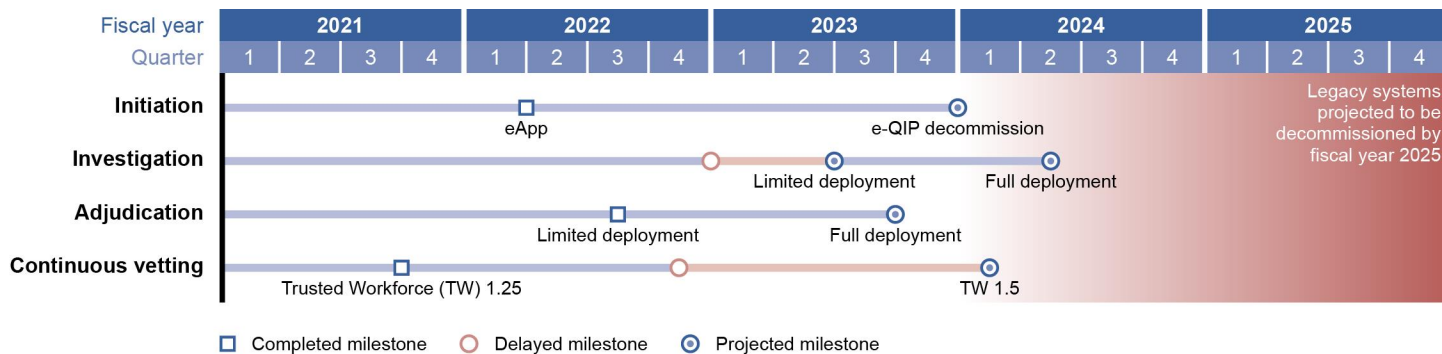 Fiscal year 2021 2022 2023 2024 2025
Quarter 1 2 3 4 1 2 3 4 1 2 3 4 1 2 3 4 1 2 3 4
Legacy systems
projected to be
decommissioned by
fiscal year 2025
Initiation
eApp e-QIP decommission
Investigation
Limited deployment Full deployment
Adjudication
Limited deployment Full deployment
Continuous vetting
Trusted Workforce (TW) 1.25 TW 1.5
Completed milestone Delayed milestone Projected milestone